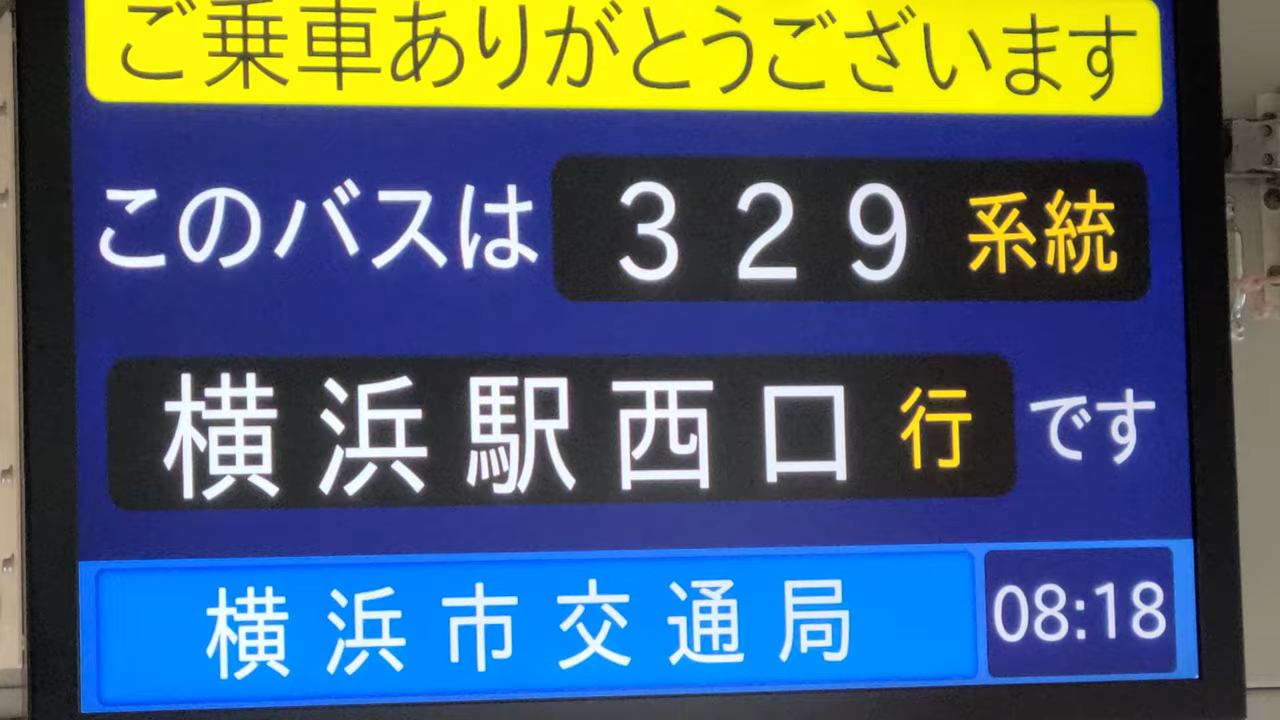 ご乗車ありがとうございます
このバスは 329 系統
横浜駅西口 行 です
横浜市交通局 08:18